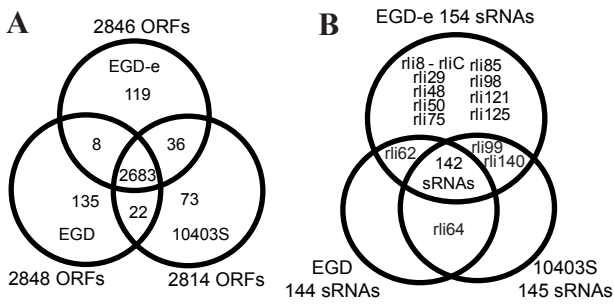 A
2846 ORFs
EGD-e
119
8
36
2683
135
22
73
EGD
10403S
2848 ORFs
2814 ORFs
B
EGD-e 154 sRNAs
rli8 - rliC
rli29
rli48
rli50
rli75
rli85
rli98
rli121
rli125
rli62
142
sRNAs
rli99
rli140
rli64
EGD
144 sRNAs
10403S
145 sRNAs